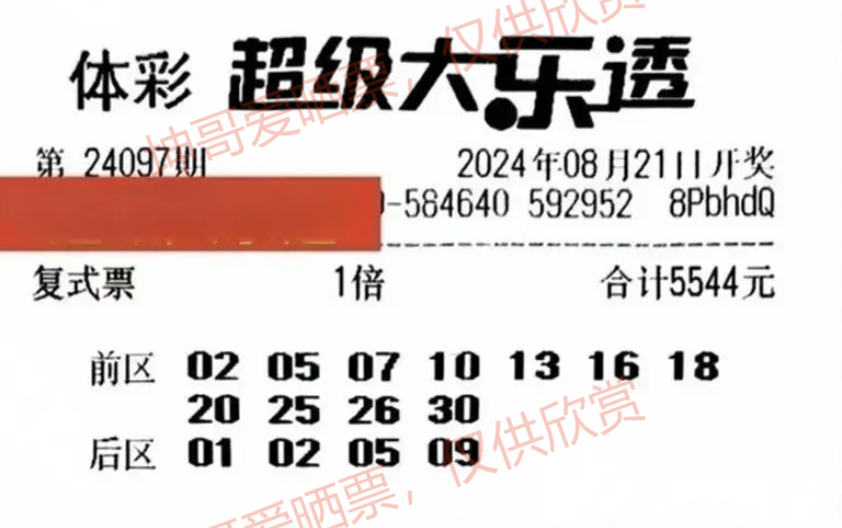 体彩 超级大乐透
第 24097期 2024年08月21日开奖
-584640 592952 8PbhdQ
复式票 1倍 合计5544元
前区 02 05 07 10 13 16 18
20 25 26 30
后区 01 02 05 09
坤哥爱晒票，仅供欣赏
哥爱晒票，仅供欣赏